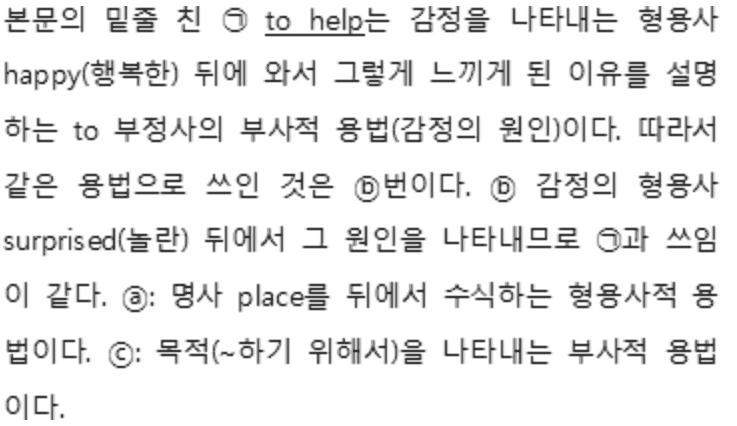 본문의 밑줄 친 ㉠ to help는 감정을 나타내는 형용사
happy(행복한) 뒤에 와서 그렇게 느끼게 된 이유를 설명
하는 to 부정사의 부사적 용법(감정의 원인)이다. 따라서
같은 용법으로 쓰인 것은 ⓑ번이다. ⓑ 감정의 형용사
surprised(놀란) 뒤에서 그 원인을 나타내므로 ㉠과 쓰임
이 같다. ⓐ: 명사 place를 뒤에서 수식하는 형용사적 용
법이다. ⓒ: 목적(~하기 위해서)을 나타내는 부사적 용법
이다.